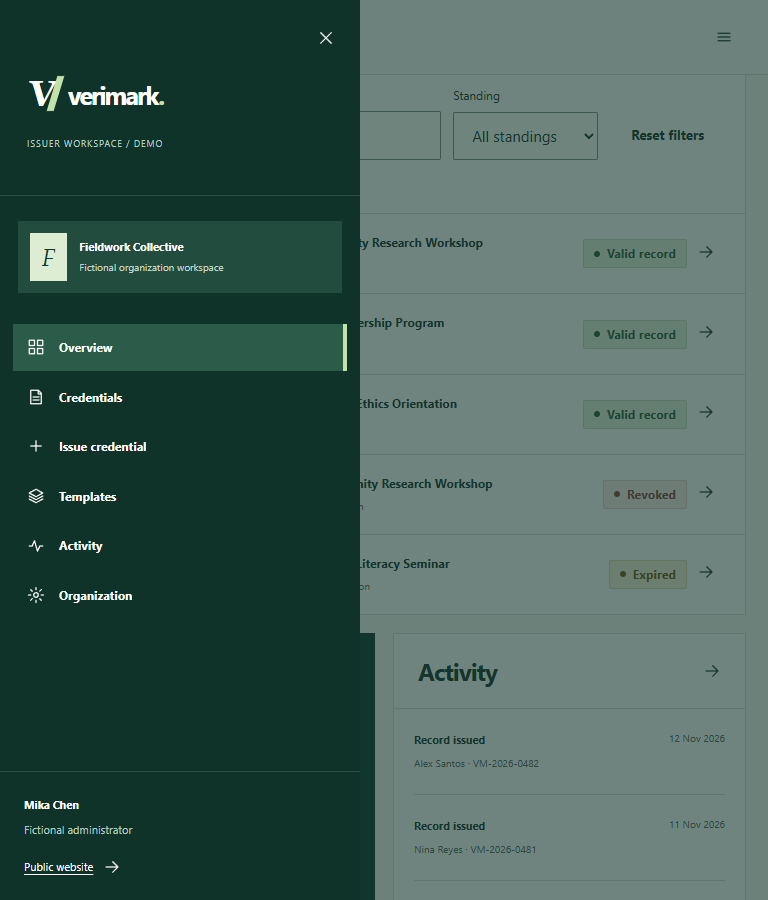 verimark.
ISSUER WORKSPACE / DEMO
F
Fieldwork Collective
Fictional organization workspace
Overview
Credentials
Issue credential
Templates
Activity
Organization
Mika Chen
Fictional administrator
Public website
Standing
All standings
Reset filters
Research Workshop
Valid record
Program
Valid record
Ethics Orientation
Valid record
Research Workshop
Revoked
Literacy Seminar
Expired
Activity
Record issued
12 Nov 2026
Alex Santos · VM-2026-0482
Record issued
11 Nov 2026
Nina Reyes · VM-2026-0481